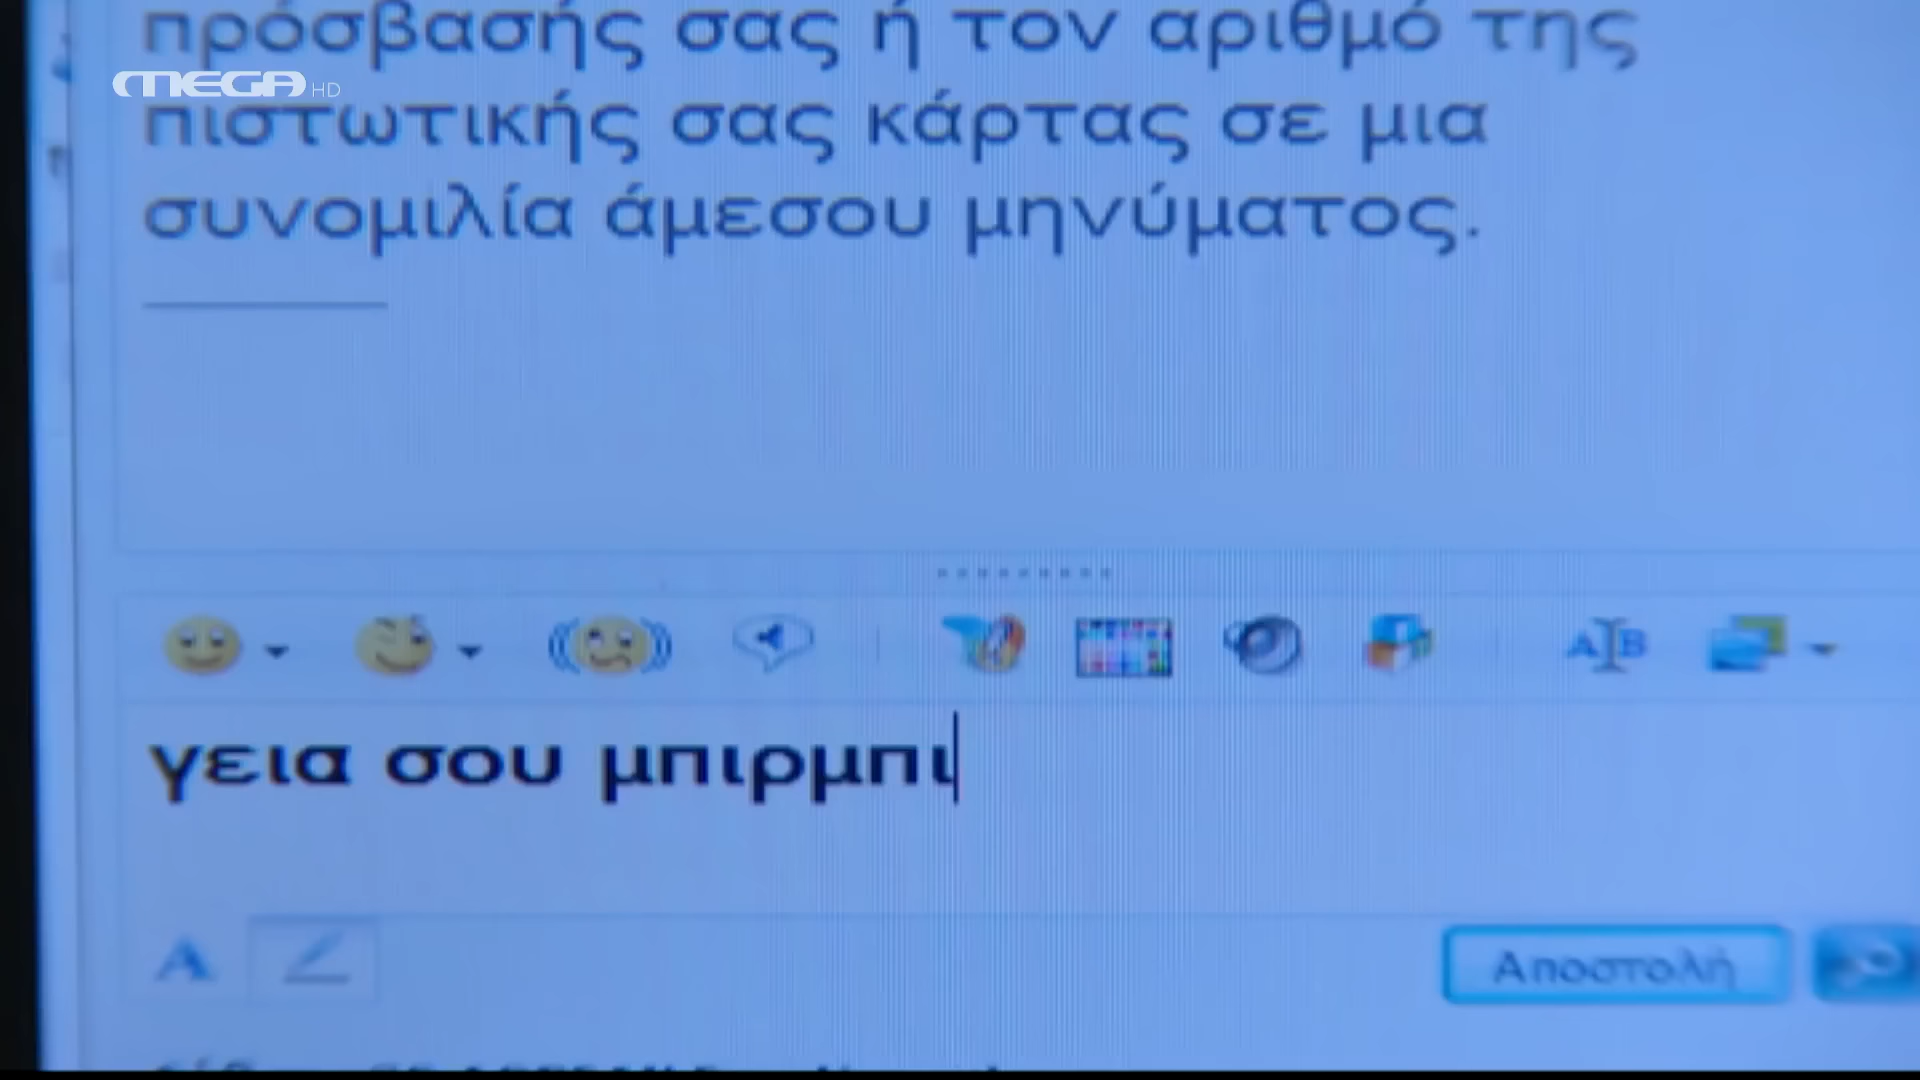 πρόσβασής σας ή τον αριθμό της
MEGA HD
πιστωτικής σας κάρτας σε μια
συνομιλία άμεσου μηνύματος.
γεια σου μπιρμπι
Αποστολή